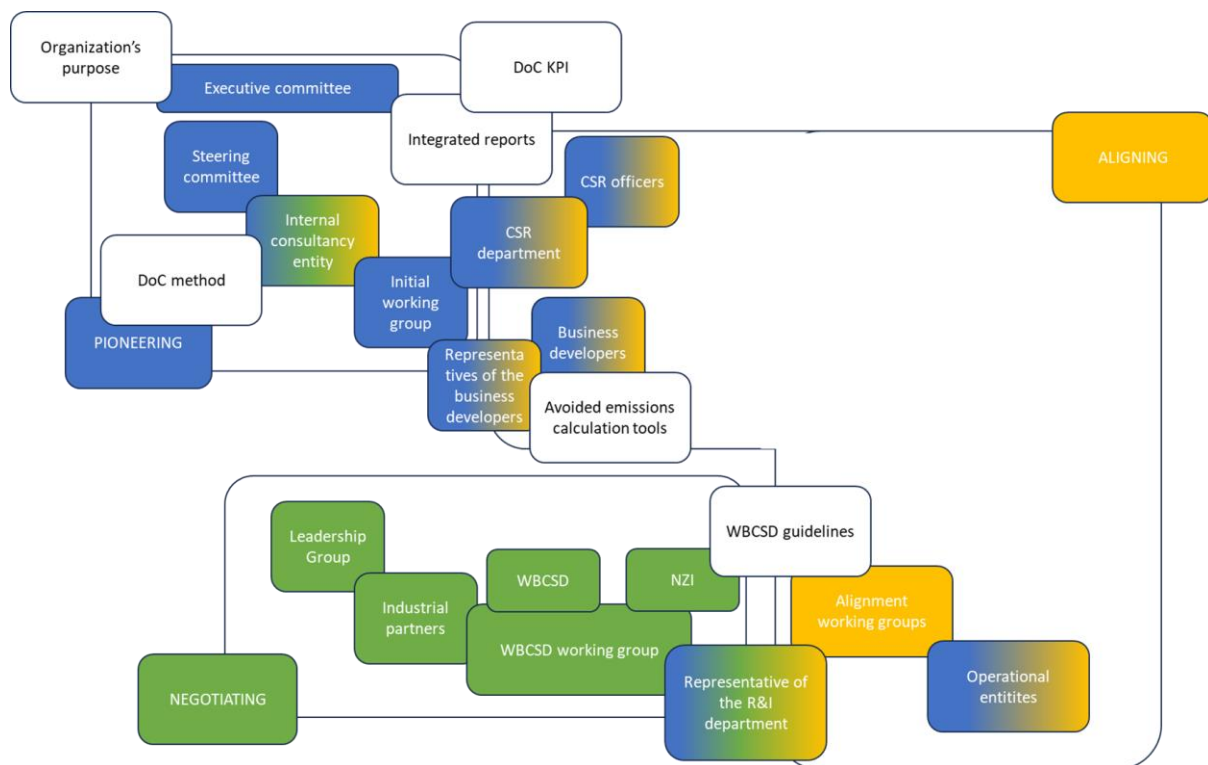 Organization's
purpose
DoC KPI
Executive committee
Integrated reports
ALIGNING
Steering
committee
CSR officers
Internal
consultancy
entity
CSR
department
DoC method
Initial
working
group
PIONEERING
Business
developers
Representa
tives of the
business
developers
Avoided emissions
calculation tools
WBCSD guidelines
Leadership
Group
WBCSD
NZI
Industrial
partners
Alignment
working groups
WBCSD working group
NEGOTIATING
Representative of
the R&I
department
Operational
entitites